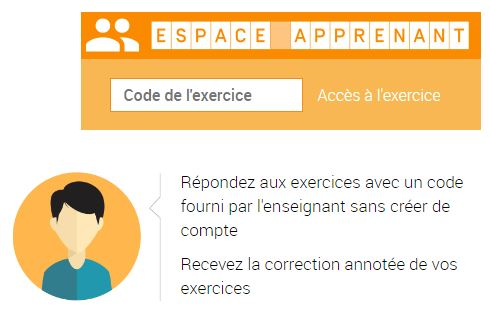 ESPACE APPRENANT
Code de l'exercice
Accès à l'exercice
Répondez aux exercices avec un code
fourni par l'enseignant sans créer de
compte
Recevez la correction annotée de vos
exercices